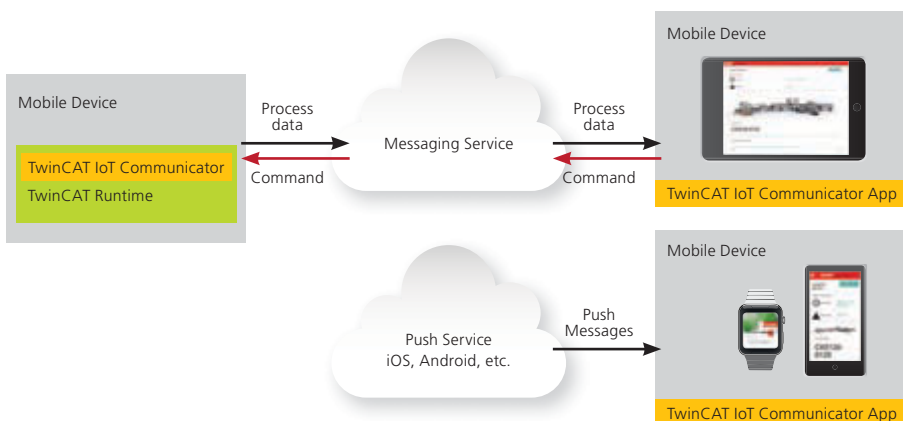 Mobile Device
TwinCAT IoT Communicator
TwinCAT Runtime
Process
data
Command
Messaging Service
Process
data
Command
Mobile Device
TwinCAT IoT Communicator App
Push Service
iOS, Android, etc.
Push
Messages
Mobile Device
TwinCAT IoT Communicator App